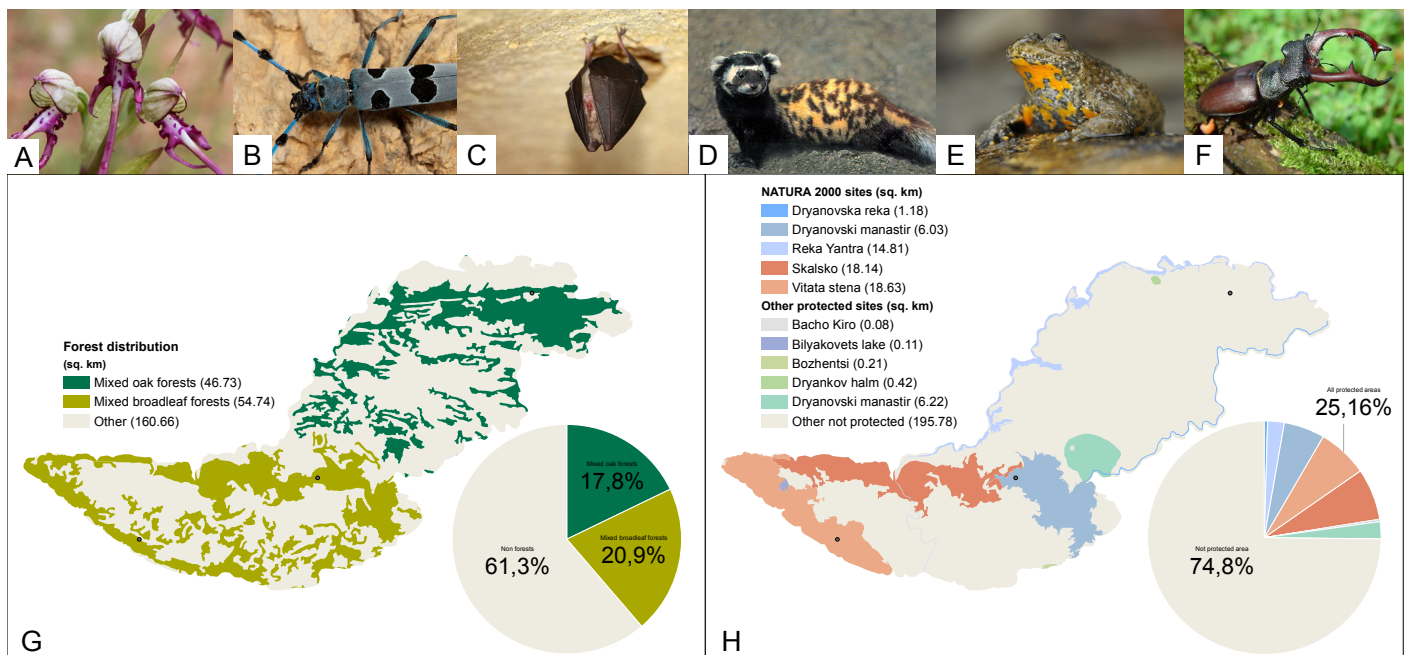 A
B
C
D
E
F
Forest distribution
(sq. km)
Mixed oak forests (46.73)
Mixed broadleaf forests (54.74)
Other (160.66)
Mixed oak forests
17,8%
Mixed broadleaf forests
20,9%
Non forests
61,3%
G
NATURA 2000 sites (sq. km)
Dryanovska reka (1.18)
Dryanovski manastir (6.03)
Reka Yantra (14.81)
Skalsko (18.14)
Vitata stena (18.63)
Other protected sites (sq. km)
Bacho Kiro (0.08)
Bilyakovets lake (0.11)
Bozhentsi (0.21)
Dryankov halm (0.42)
Dryanovski manastir (6.22)
Other not protected (195.78)
All protected areas
25,16%
Not protected area
74,8%
H